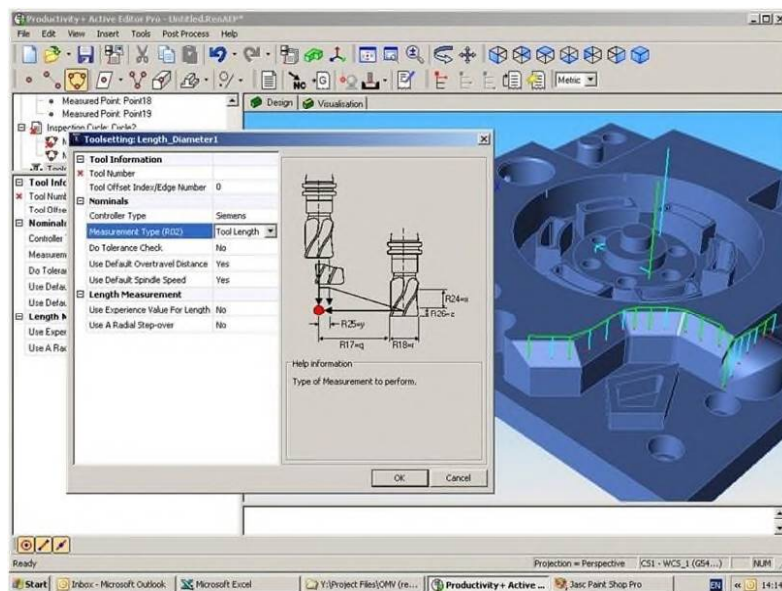 Productivity+ Active Editor Pro - Untitled.RenALP*
File Edit View Insert Tools Post Process Help
Metric
Measured Point: Point18
Measured Point: Point19
Inspection Cycle: Cycle2
Design Visualisation
Toolsetting: Length_Diameter1
Tool Information
Tool Number
Tool Offset Index/Edge Number 0
Nominals
Controller Type Siemens
Measurement Type (R02) Tool Length
Do Tolerance Check No
Use Default Overtravel Distance Yes
Use Default Spindle Speed Yes
Length Measurement
Use Experience Value For Length No
Use A Radial Step-over No
R24=x
R26=z
R25=y
R17=q R18=r
Help information
Type of Measurement to perform.
OK Cancel
Tool Info
Tool Numb
Tool Offse
Nominals
Controller
Measurem
Do Tolera
Use Defau
Use Defau
Length M
Use Exper
Use A Rad
Ready Projection = Perspective CS1 - WCS_1 (G54... NUM
Start Inbox - Microsoft Outlook Microsoft Excel Y:\Project Files\OMV (re... Productivity+ Active ... Jasc Paint Shop Pro EN « 14:14